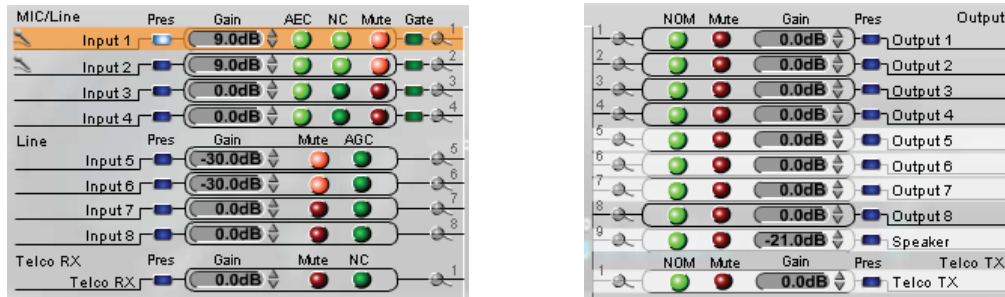 MIC/Line Pres Gain AEC NC Mute Gate
Input 1 9.0dB 1
Input 2 9.0dB 2
Input 3 0.0dB 3
Input 4 0.0dB 4
Line Pres Gain Mute AGC
Input 5 -30.0dB 5
Input 6 -30.0dB 6
Input 7 0.0dB 7
Input 8 0.0dB 8
Telco RX Pres Gain Mute NC
Telco RX 0.0dB 1
NOM Mute Gain Pres Output
1 0.0dB Output 1
2 0.0dB Output 2
3 0.0dB Output 3
4 0.0dB Output 4
5 0.0dB Output 5
6 0.0dB Output 6
7 0.0dB Output 7
8 0.0dB Output 8
9 -21.0dB Speaker
NOM Mute Gain Pres Telco TX
1 0.0dB Telco TX